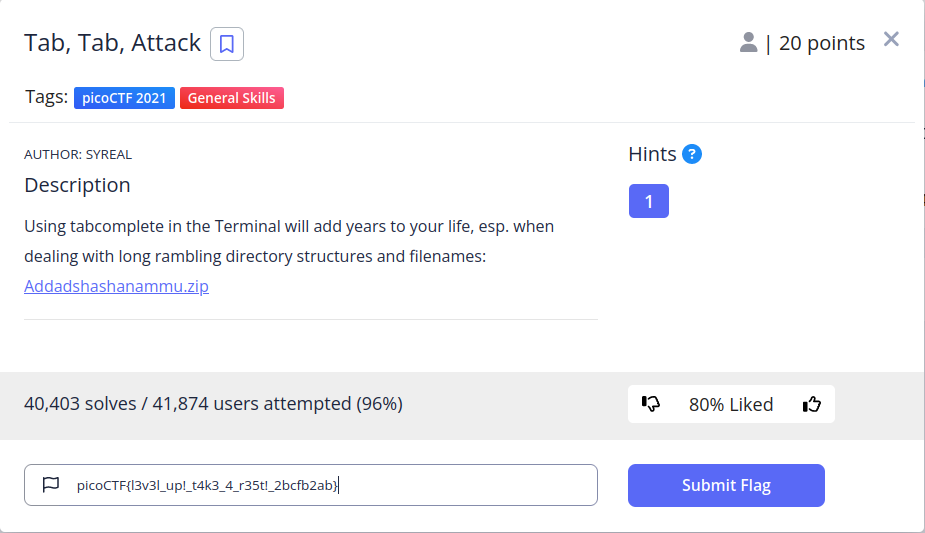 Tab, Tab, Attack
| 20 points
Tags: picoCTF 2021 General Skills
AUTHOR: SYREAL
Description
Using tabcomplete in the Terminal will add years to your life, esp. when
dealing with long rambling directory structures and filenames:
Addadshashanammu.zip
Hints ?
1
40,403 solves / 41,874 users attempted (96%)
80% Liked
picoCTF{l3v3l_up!_t4k3_4_r35t!_2bcfb2ab}
Submit Flag